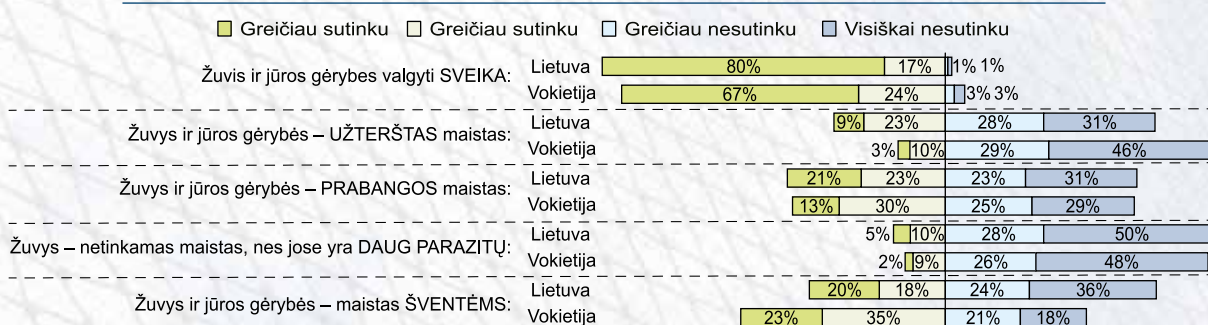 Greičiau sutinku Greičiau sutinku Greičiau nesutinku Visiškai nesutinku
Žuvis ir jūros gėrybes valgyti SVEIKA:
Lietuva 80% 17% 1% 1%
Vokietija 67% 24% 3% 3%
Žuvys ir jūros gėrybės – UŽTERŠTAS maistas:
Lietuva 9% 23% 28% 31%
Vokietija 3% 10% 29% 46%
Žuvys ir jūros gėrybės – PRABANGOS maistas:
Lietuva 21% 23% 23% 31%
Vokietija 13% 30% 25% 29%
Žuvys – netinkamas maistas, nes jose yra DAUG PARAZITŲ:
Lietuva 5% 10% 28% 50%
Vokietija 2% 9% 26% 48%
Žuvys ir jūros gėrybės – maistas ŠVENTĖMS:
Lietuva 20% 18% 24% 36%
Vokietija 23% 35% 21% 18%